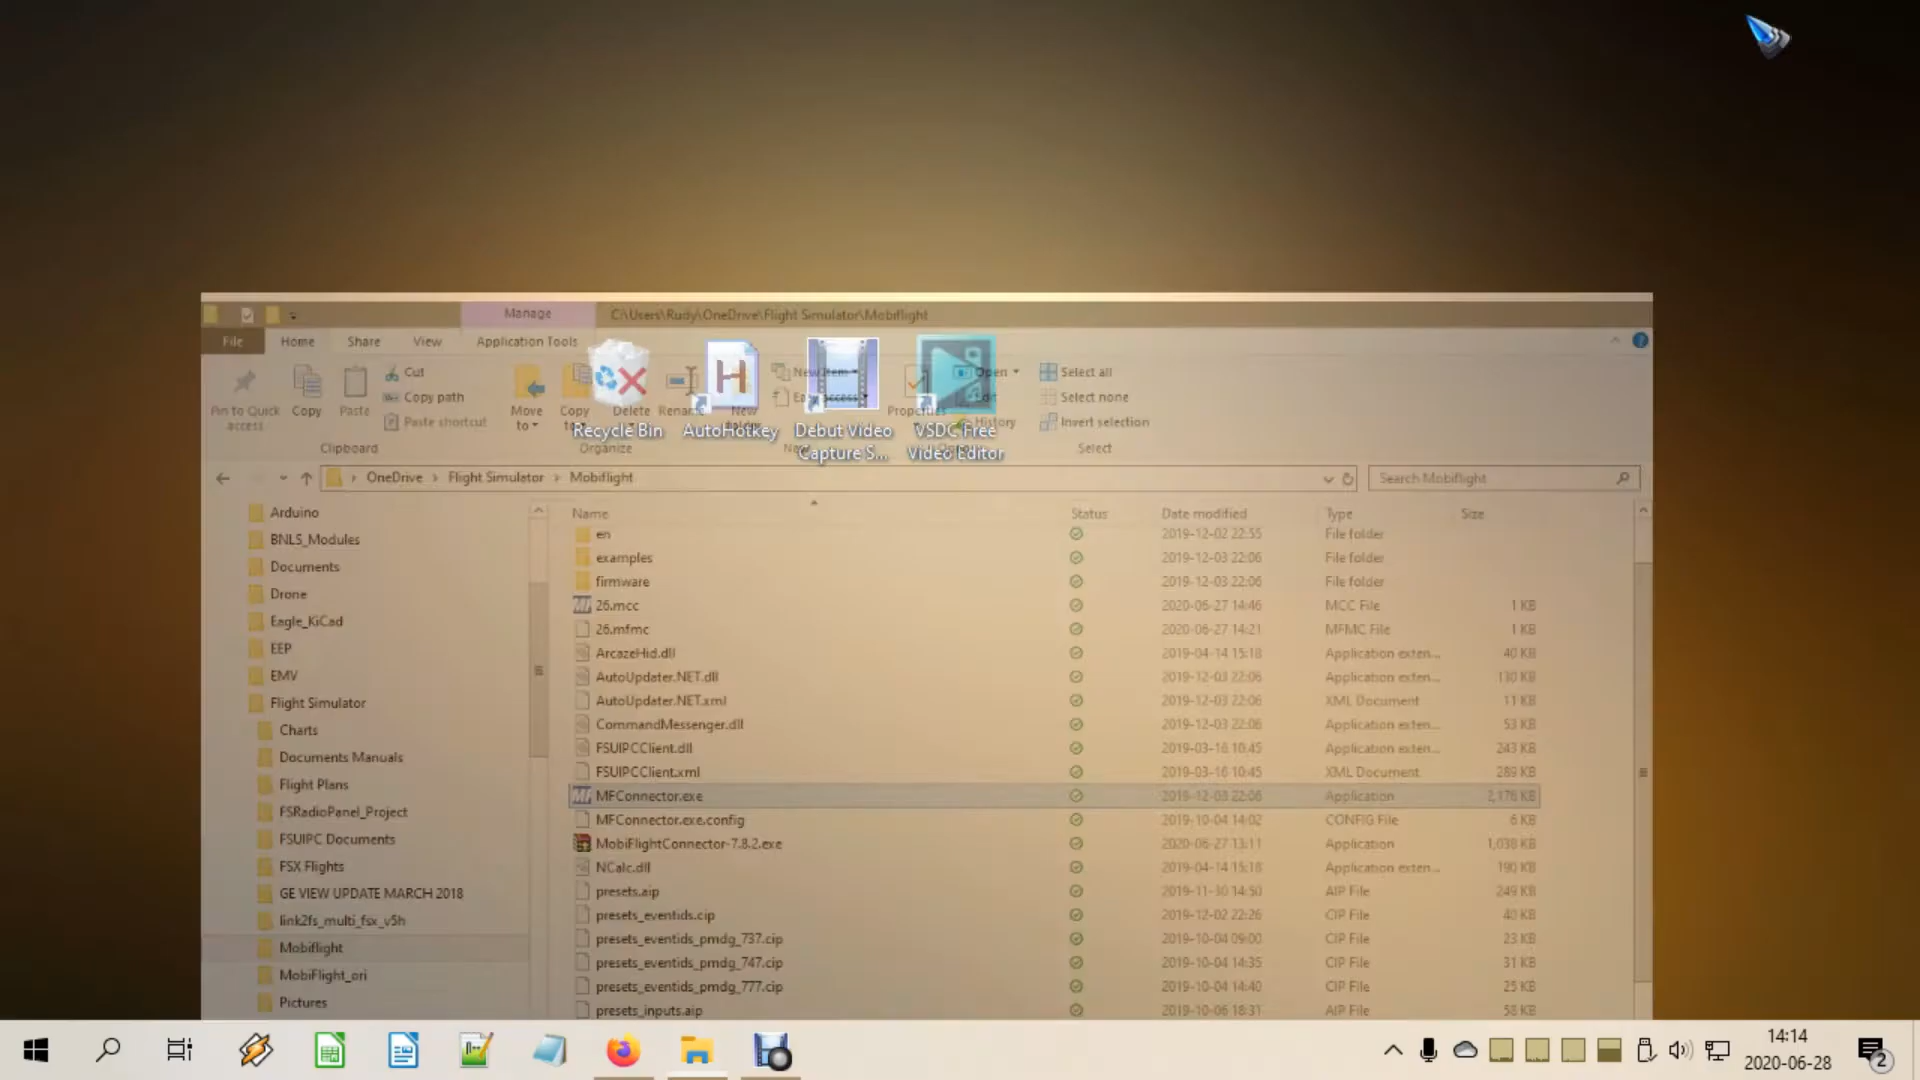 Manage
C:\Users\Rudy\OneDrive\Flight Simulator\Mobiflight
File
Home
Share
View
Application Tools
Pin to Quick access
Copy
Paste
Cut
Copy path
Paste shortcut
Clipboard
Move to
Copy
Delete
Organize
New item
Easy access
New
Properties
Open
Edit
History
Select all
Select none
Invert selection
Select
Recycle Bin
AutoHotkey
Debut Video Capture S...
VSDC Free Video Editor
OneDrive > Flight Simulator > Mobiflight
Search Mobiflight
Arduino
BNLS_Modules
Documents
Drone
Eagle_KiCad
EEP
EMV
Flight Simulator
Charts
Documents Manuals
Flight Plans
FSRadioPanel_Project
FSUIPC Documents
FSX Flights
GE VIEW UPDATE MARCH 2018
link2fs_multi_fsx_v5h
Mobiflight
MobiFlight_ori
Pictures
Name Status Date modified Type Size
en 2019-12-02 22:55 File folder
examples 2019-12-03 22:06 File folder
firmware 2019-12-03 22:06 File folder
26.mcc 2020-06-27 14:46 MCC File 1 KB
26.mfmc 2020-06-27 14:21 MFMC File 1 KB
ArcazeHid.dll 2019-04-14 15:18 Application exten... 40 KB
AutoUpdater.NET.dll 2019-12-03 22:06 Application exten... 130 KB
AutoUpdater.NET.xml 2019-12-03 22:06 XML Document 11 KB
CommandMessenger.dll 2019-12-03 22:06 Application exten... 53 KB
FSUIPCClient.dll 2019-03-16 10:45 Application exten... 243 KB
FSUIPCClient.xml 2019-03-16 10:45 XML Document 289 KB
MFConnector.exe 2019-12-03 22:06 Application 2,176 KB
MFConnector.exe.config 2019-10-04 14:02 CONFIG File 6 KB
MobiFlightConnector-7.8.2.exe 2020-06-27 13:11 Application 1,038 KB
NCalc.dll 2019-04-14 15:18 Application exten... 190 KB
presets.aip 2019-11-30 14:50 AIP File 249 KB
presets_eventids.cip 2019-12-02 22:26 CIP File 40 KB
presets_eventids_pmdg_737.cip 2019-10-04 09:00 CIP File 23 KB
presets_eventids_pmdg_747.cip 2019-10-04 14:35 CIP File 31 KB
presets_eventids_pmdg_777.cip 2019-10-04 14:40 CIP File 25 KB
presets_inputs.aip 2019-10-06 18:31 AIP File 58 KB
14:14
2020-06-28
2